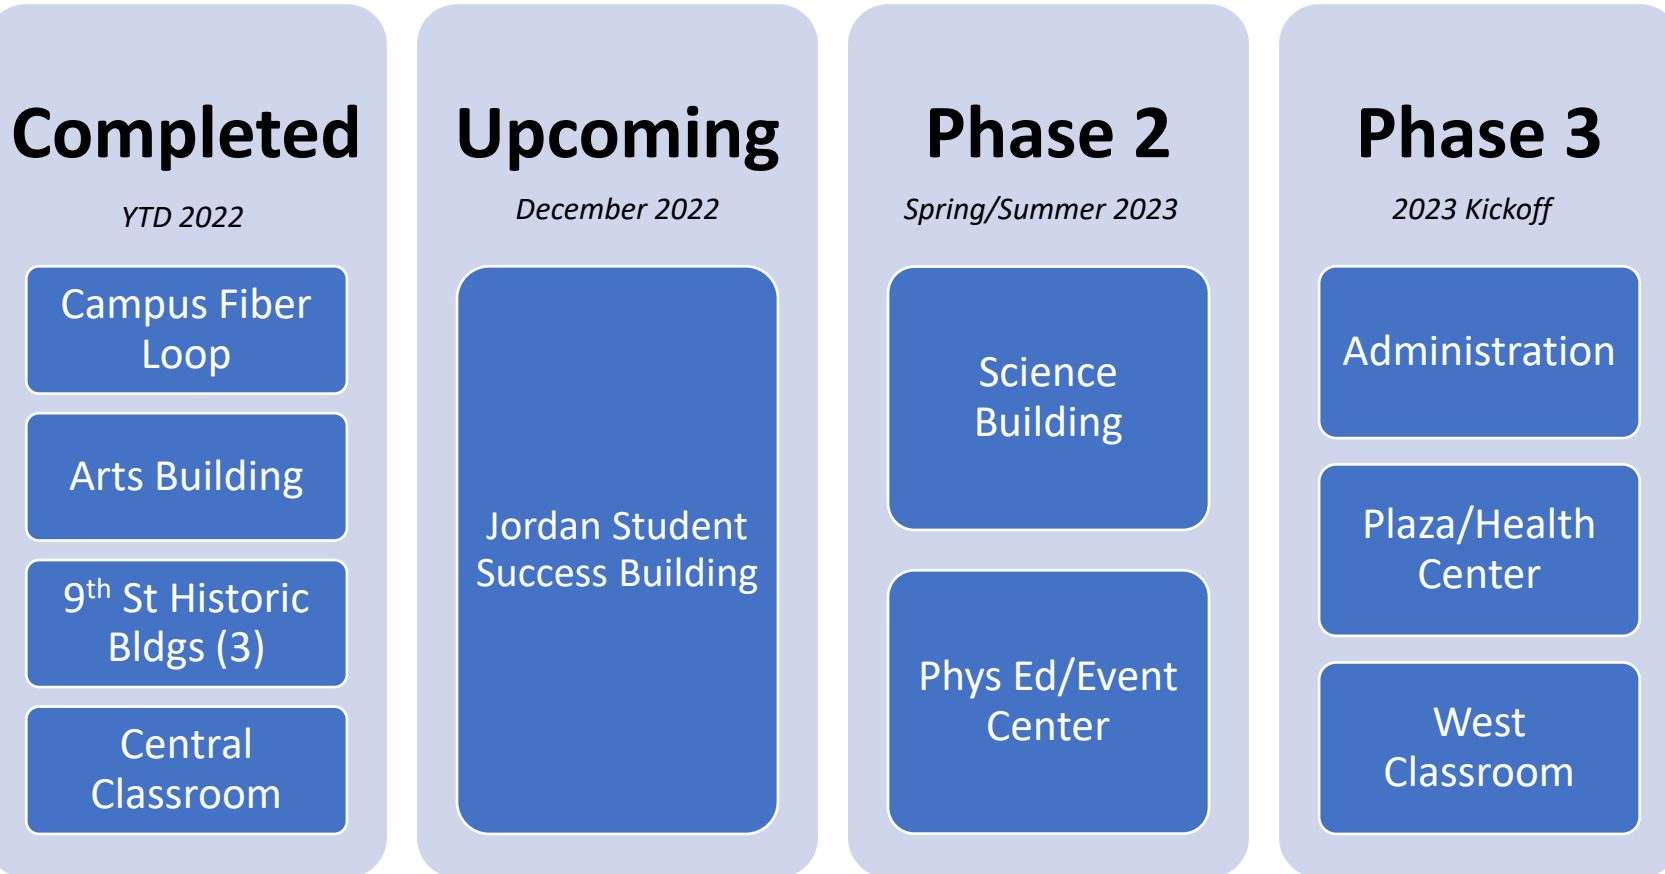 Completed
YTD 2022
Campus Fiber
Loop
Arts Building
9th St Historic
Bldgs (3)
Central
Classroom
Upcoming
December 2022
Jordan Student
Success Building
Phase 2
Spring/Summer 2023
Science
Building
Phys Ed/Event
Center
Phase 3
2023 Kickoff
Administration
Plaza/Health
Center
West
Classroom